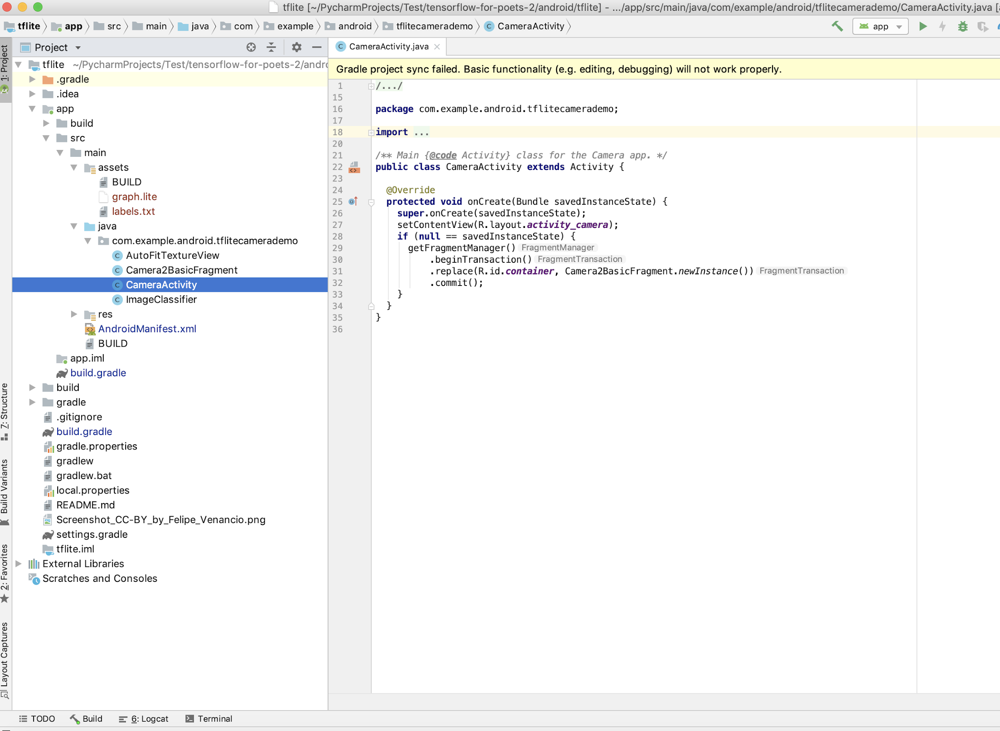 tflite [~/PycharmProjects/Test/tensorflow-for-poets-2/android/tflite] - .../app/src/main/java/com/example/android/tflitecamerademo/CameraActivity.java
tflite app src main java com example android tflitecamerademo CameraActivity app
1: Project
7: Structure
Build Variants
2: Favorites
Layout Captures
Project
tflite ~/PycharmProjects/Test/tensorflow-for-poets-2/andro
.gradle
.idea
app
build
src
main
assets
BUILD
graph.lite
labels.txt
java
com.example.android.tflitecamerademo
AutoFitTextureView
Camera2BasicFragment
CameraActivity
ImageClassifier
res
AndroidManifest.xml
BUILD
app.iml
build.gradle
build
gradle
.gitignore
build.gradle
gradle.properties
gradlew
gradlew.bat
local.properties
README.md
Screenshot_CC-BY_by_Felipe_Venancio.png
settings.gradle
tflite.iml
External Libraries
Scratches and Consoles
CameraActivity.java
Gradle project sync failed. Basic functionality (e.g. editing, debugging) will not work properly.
1 /.../
15
16 package com.example.android.tflitecamerademo;
17
18 import ...
20
21 /** Main {@code Activity} class for the Camera app. */
22 public class CameraActivity extends Activity {
23
24 @Override
25 protected void onCreate(Bundle savedInstanceState) {
26 super.onCreate(savedInstanceState);
27 setContentView(R.layout.activity_camera);
28 if (null == savedInstanceState) {
29 getFragmentManager() FragmentManager
30 .beginTransaction() FragmentTransaction
31 .replace(R.id.container, Camera2BasicFragment.newInstance()) FragmentTransaction
32 .commit();
33 }
34 }
35 }
36
TODO Build 6: Logcat Terminal